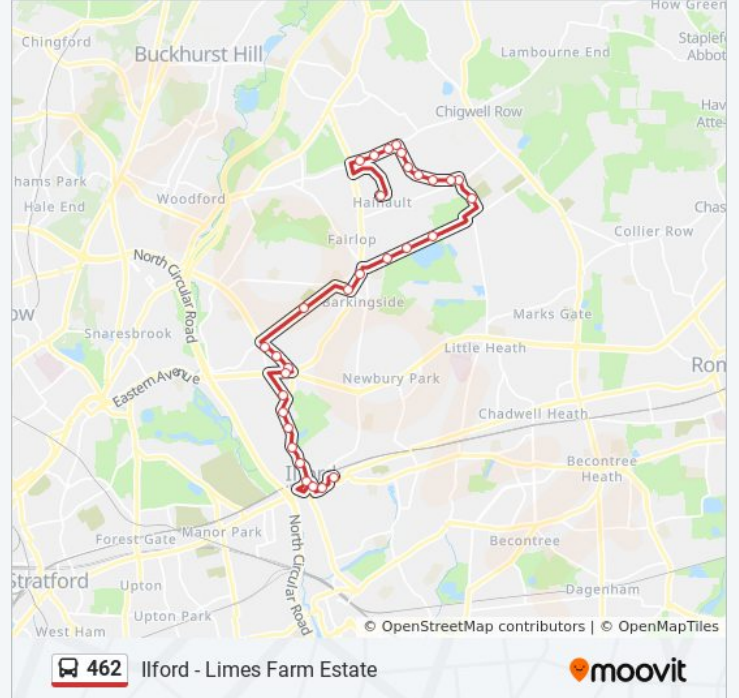 How Green
Chingford
Buckhurst Hill
Lambourne End
Staplef
Abbot
Chigwell Row
Hav
Atte-
hams Park
Hale End
Woodford
Hainault
Chas
Collier Row
Fairlop
North Circular Road
Barkingside
ow
Marks Gate
Snaresbrook
Little Heath
Ron
Eastern Avenue
Newbury Park
Chadwell Heath
Ilford
Becontree
Heath
Forest Gate
Manor Park
North Circular Road
Becontree
Stratford
Upton
Dagenham
Upton Park
West Ham
© OpenStreetMap contributors | © OpenMapTiles
462 Ilford - Limes Farm Estate
moovit